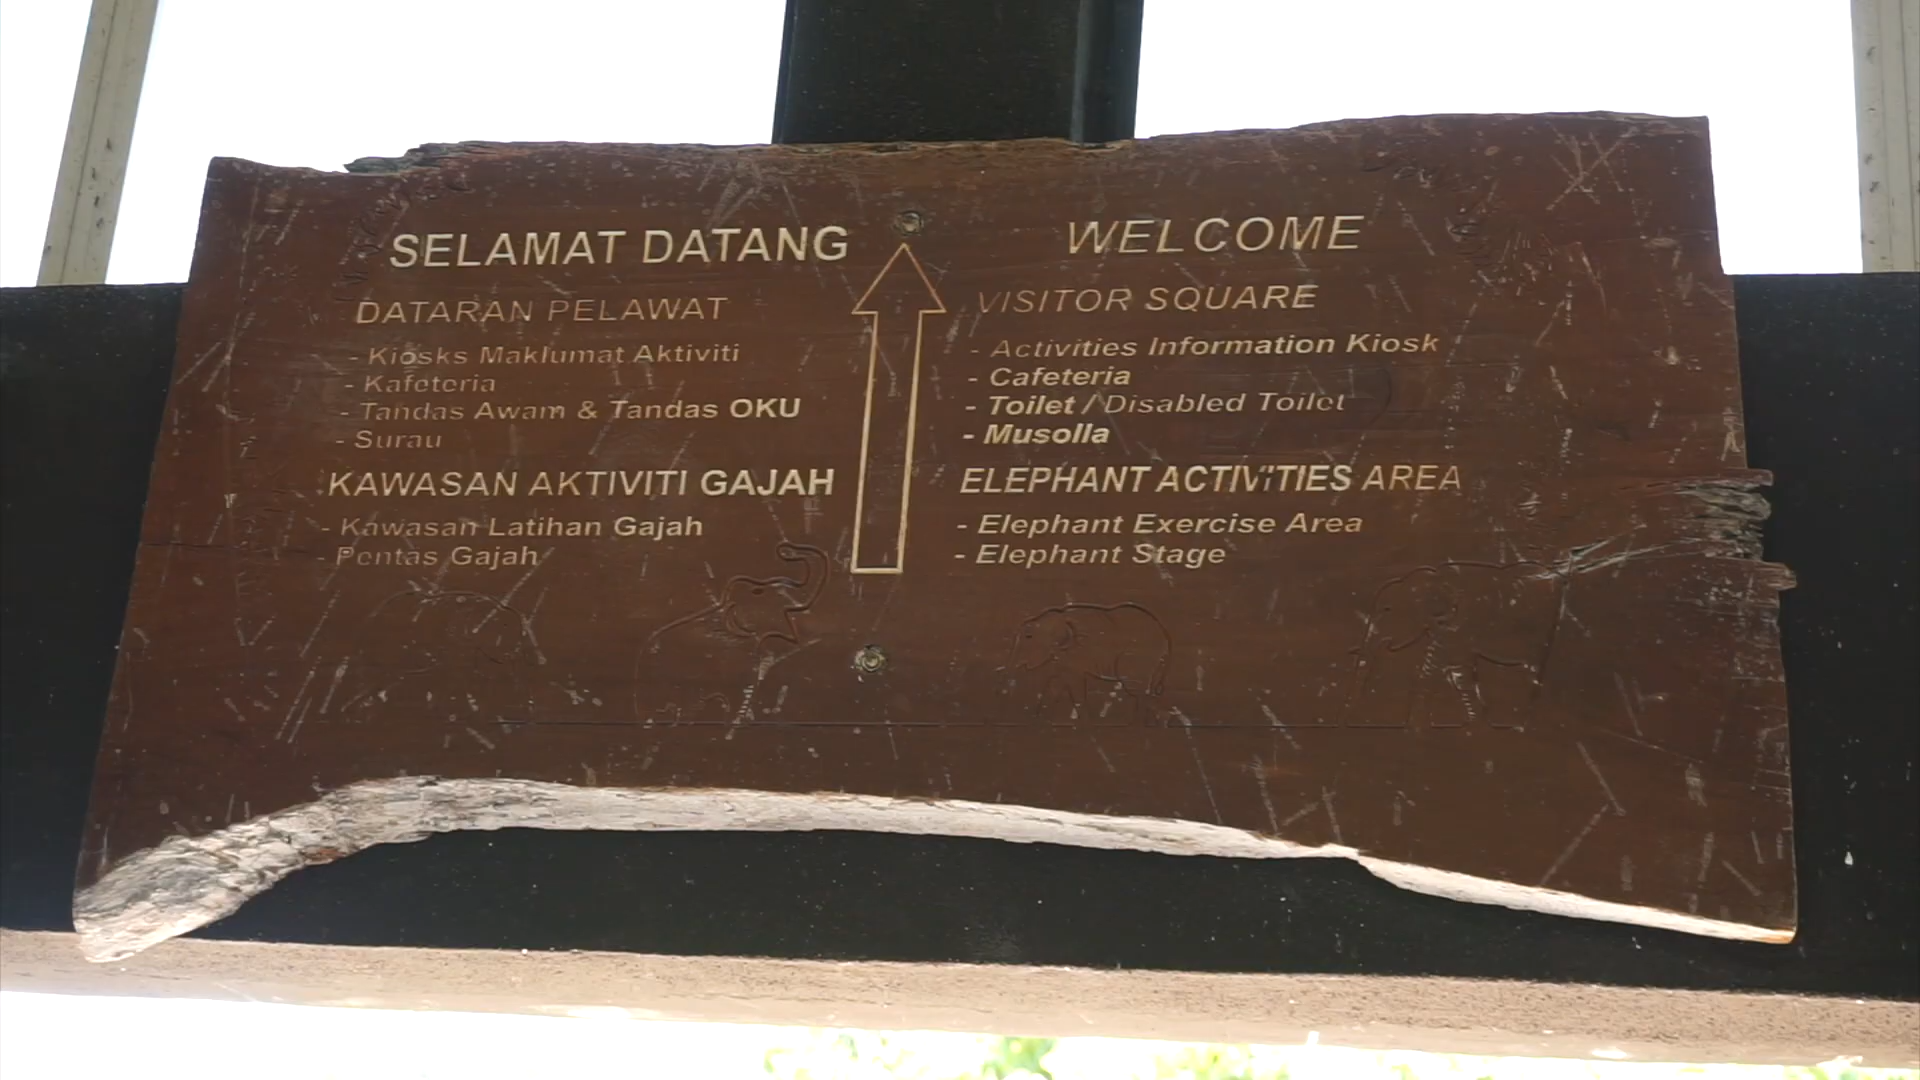 SELAMAT DATANG
DATARAN PELAWAT
- Kiosks Maklumat Aktiviti
- Kafeteria
- Tandas Awam & Tandas OKU
- Surau
KAWASAN AKTIVITI GAJAH
- Kawasan Latihan Gajah
- Pentas Gajah
WELCOME
VISITOR SQUARE
- Activities Information Kiosk
- Cafeteria
- Toilet / Disabled Toilet
- Musolla
ELEPHANT ACTIVITIES AREA
- Elephant Exercise Area
- Elephant Stage